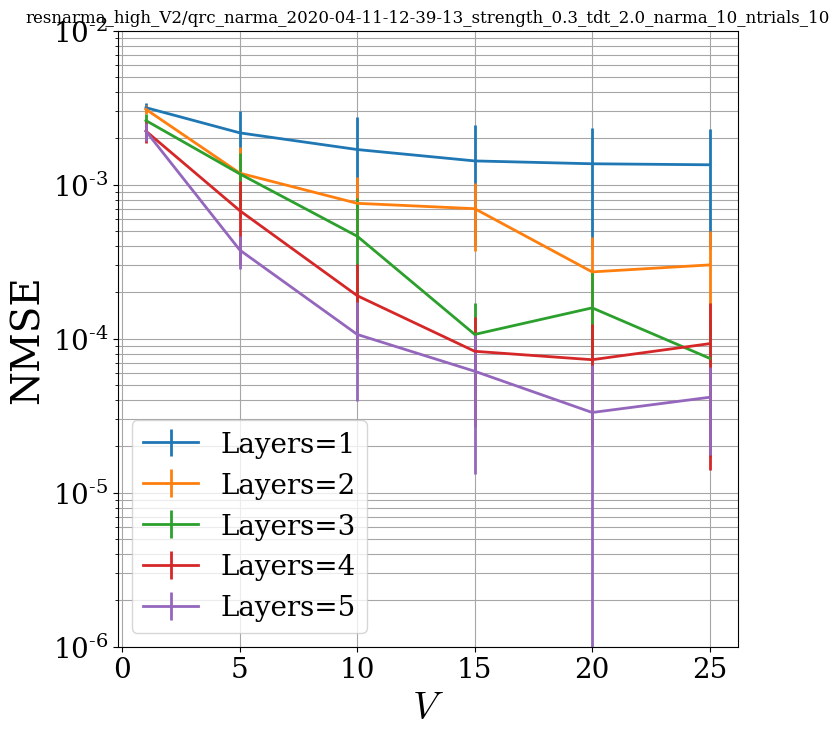 resnarma_high_V2/qrc_narma_2020-04-11-12-39-13_strength_0.3_tdt_2.0_narma_10_ntrials_10
10-2
10-3
10-4
10-5
10-6
NMSE
Layers=1
Layers=2
Layers=3
Layers=4
Layers=5
0 5 10 15 20 25
V